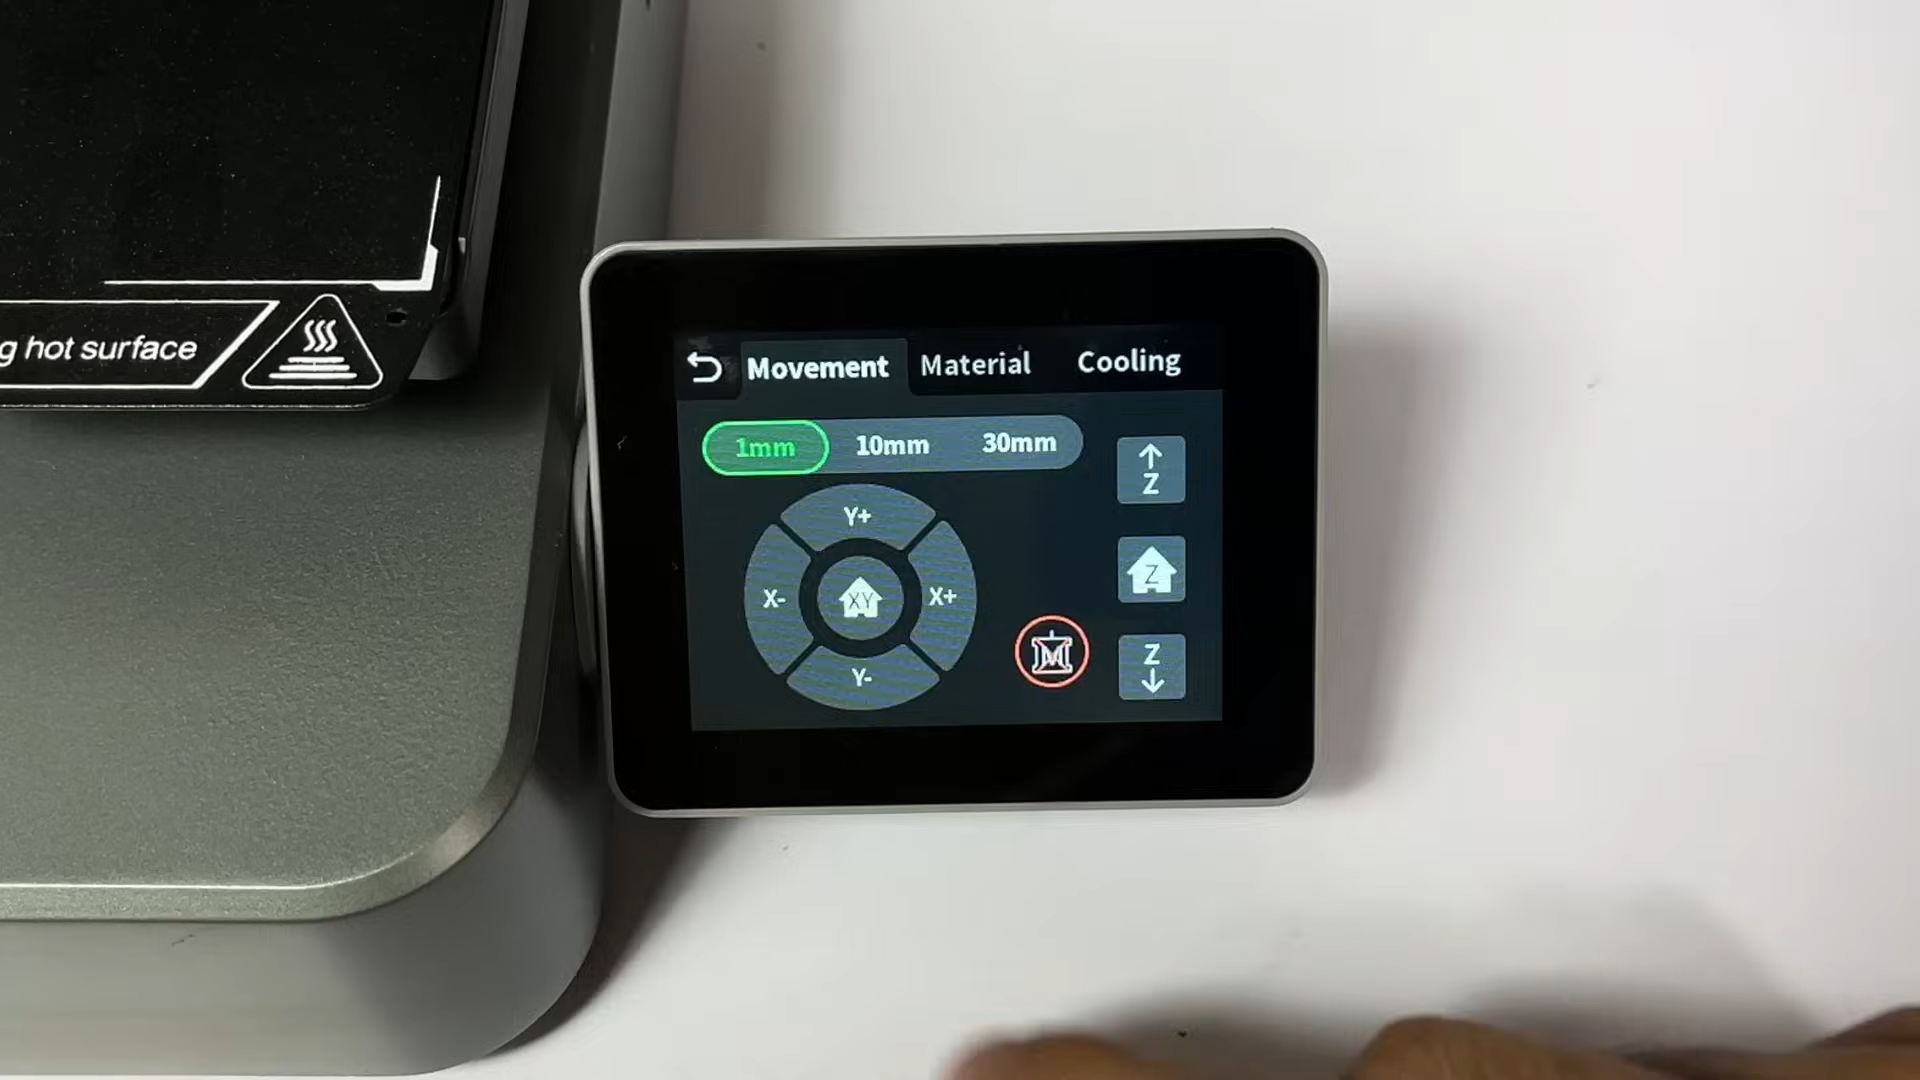 g hot surface
Movement Material Cooling
1mm 10mm 30mm
Z
Y+
X- XY X+
Z
Y-
M
Z